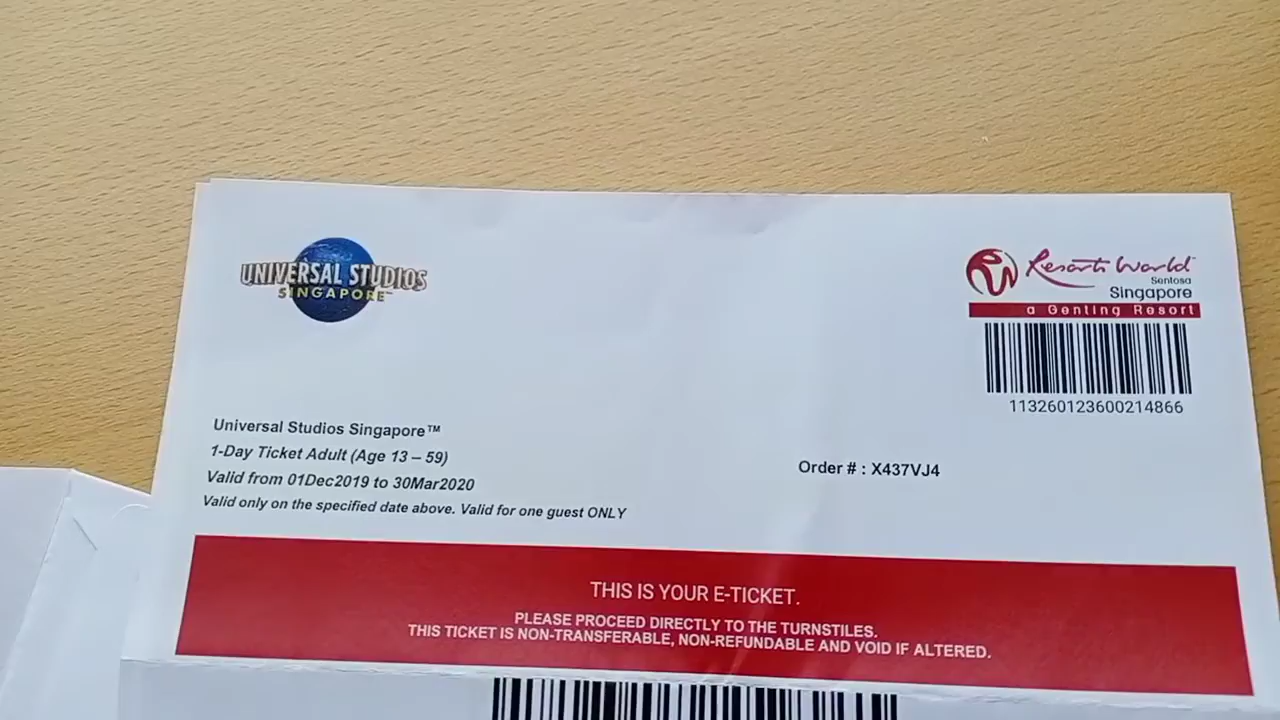 UNIVERSAL STUDIOS
SINGAPORE™
Resorts World™
Sentosa
Singapore
a Genting Resort
113260123600214866
Universal Studios Singapore™
1-Day Ticket Adult (Age 13 – 59)
Order # : X437VJ4
Valid from 01Dec2019 to 30Mar2020
Valid only on the specified date above. Valid for one guest ONLY
THIS IS YOUR E-TICKET.
PLEASE PROCEED DIRECTLY TO THE TURNSTILES.
THIS TICKET IS NON-TRANSFERABLE, NON-REFUNDABLE AND VOID IF ALTERED.